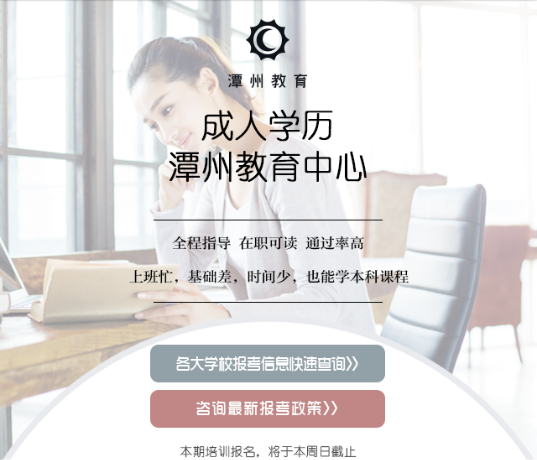 潭州教育
成人学历
潭州教育中心
全程指导 在职可读 通过率高
上班忙，基础差，时间少，也能学本科课程
各大学校报考信息快速查询>>
咨询最新报考政策>>
本期培训报名，将于本周日截止